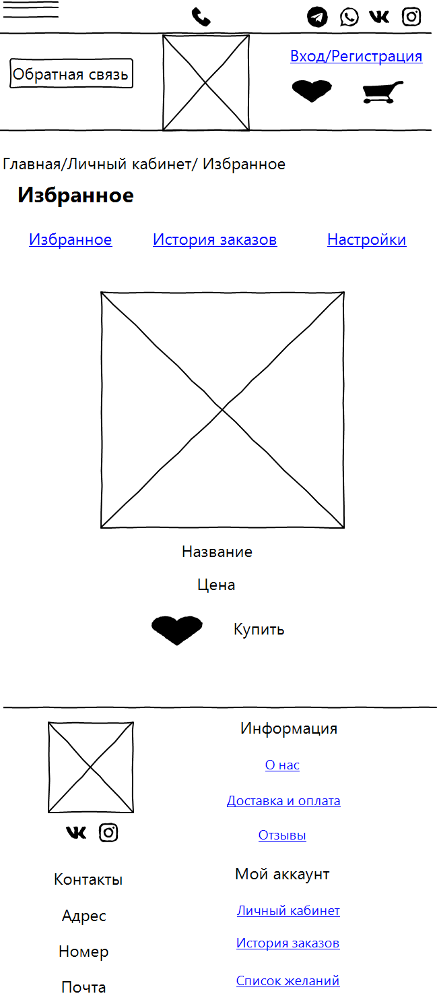 Вход/Регистрация
Обратная связь
Главная/Личный кабинет/ Избранное
Избранное
Избранное История заказов Настройки
Название
Цена
Купить
Информация
О нас
Доставка и оплата
Отзывы
Контакты
Адрес
Номер
Почта
Мой аккаунт
Личный кабинет
История заказов
Список желаний